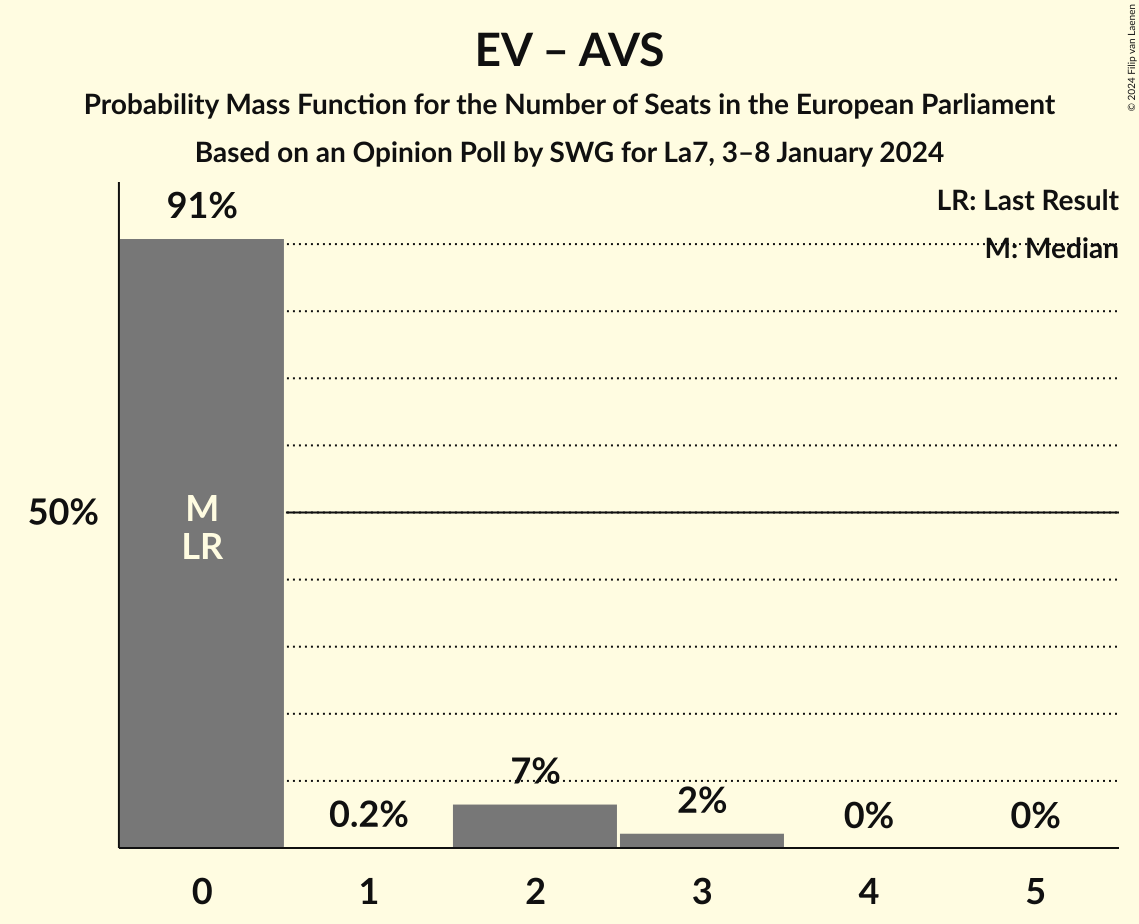 EV – AVS
Probability Mass Function for the Number of Seats in the European Parliament
Based on an Opinion Poll by SWG for La7, 3–8 January 2024
© 2024 Filip van Laenen
LR: Last Result
M: Median
91%
50%
M
LR
0.2%
7%
2%
0%
0%
0
1
2
3
4
5